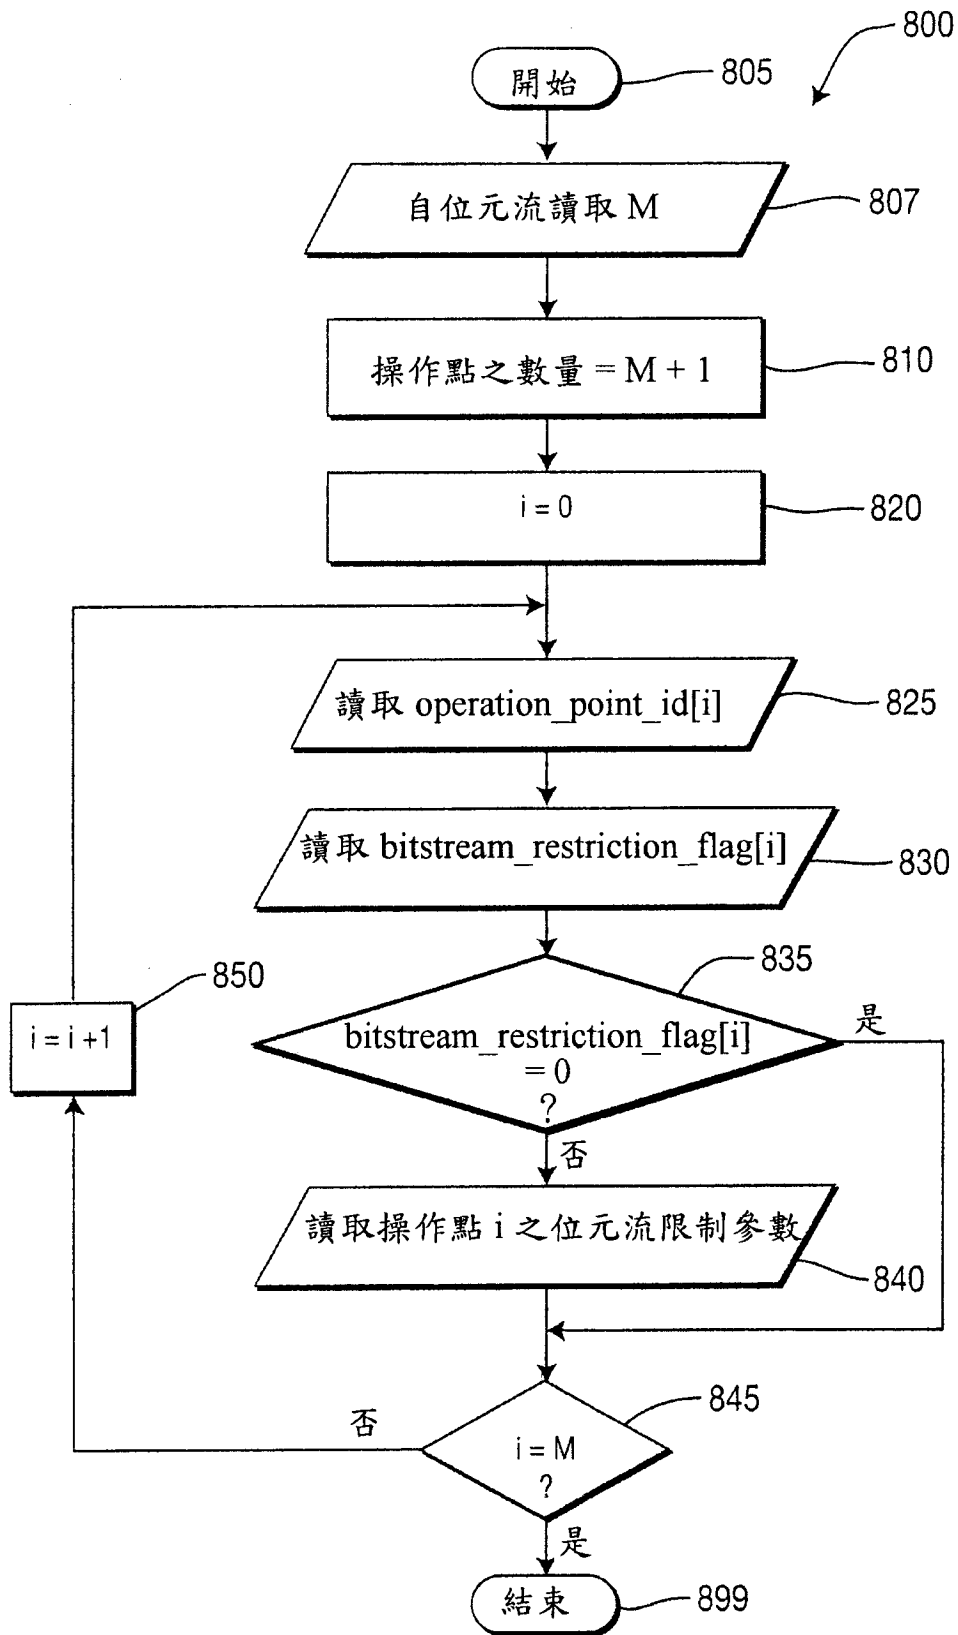 800
開始
805
自位元流讀取 M
807
操作點之數量 = M + 1
810
i = 0
820
讀取 operation_point_id[i]
825
讀取 bitstream_restriction_flag[i]
830
835
bitstream_restriction_flag[i]
= 0
?
是
850
i = i +1
否
讀取操作點 i 之位元流限制參數
840
845
否
i = M
?
是
結束
899